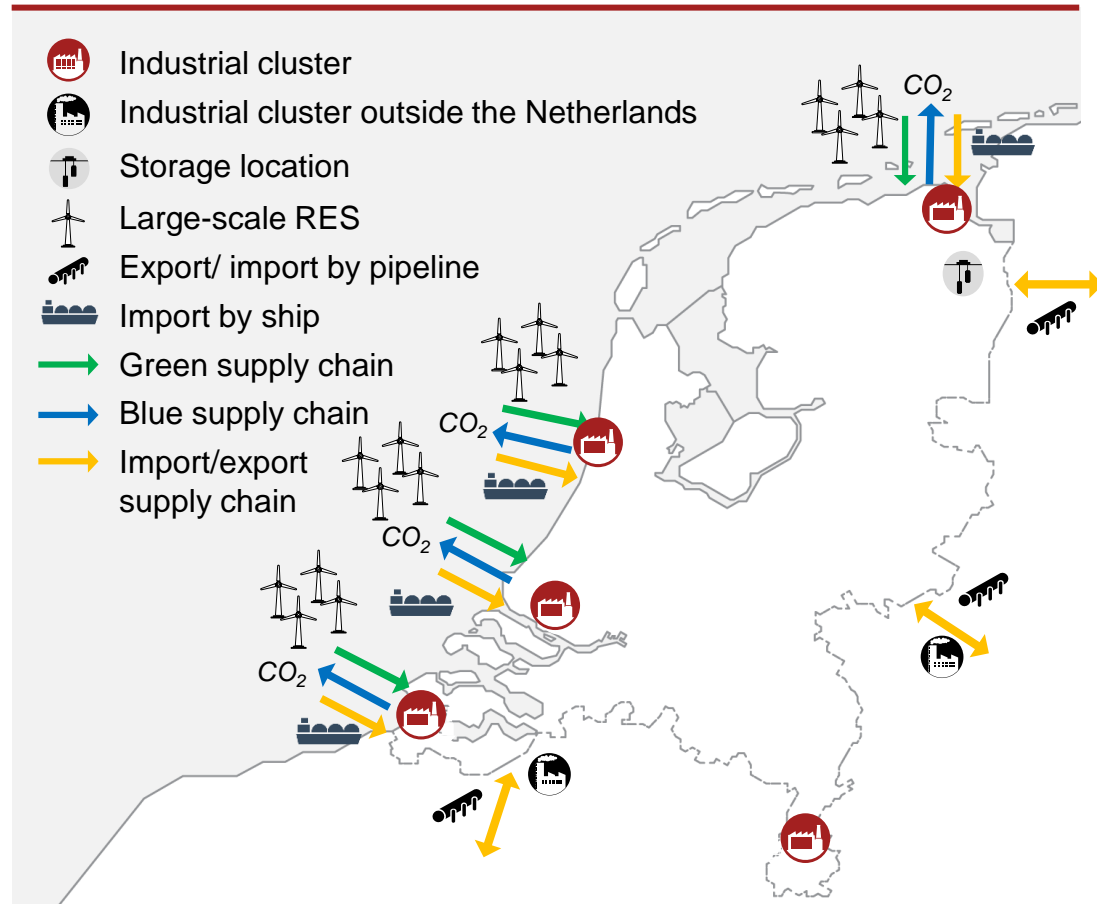 Industrial cluster
Industrial cluster outside the Netherlands
Storage location
Large-scale RES
Export/ import by pipeline
Import by ship
Green supply chain
Blue supply chain
Import/export
supply chain
CO2
CO2
CO2
CO2